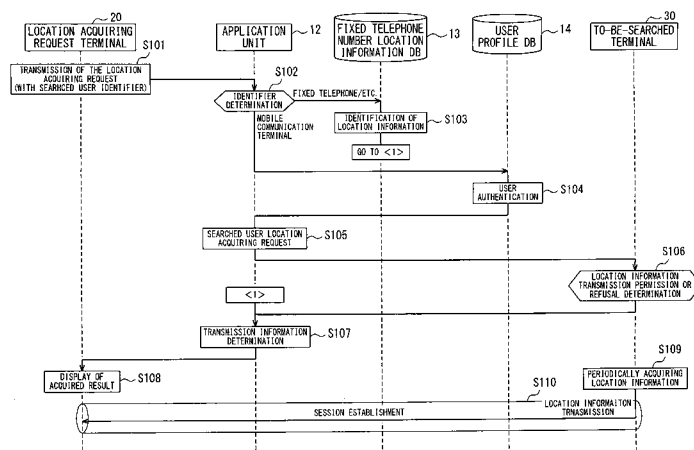 20
LOCATION ACQUIRING
REQUEST TERMINAL
12
APPLICATION
UNIT
13
FIXED TELEPHONE
NUMBER LOCATION
INFORMATION DB
14
USER
PROFILE DB
30
TO-BE-SEARCHED
TERMINAL
S101
TRANSMISSION OF THE LOCATION
ACQUIRING REQUEST
(WITH SEARHCED USER IDENTIFIER)
S102
IDENTIFIER
DETERMINATION
FIXED TELEPHONE/ETC.
MOBILE
COMMUNICATION
TERMINAL
IDENTIFICATION OF
LOCATION INFORMATION
S103
GO TO <1>
USER
AUTHENTICATION
S104
SEARCHED USER LOCATION
ACQUIRING REQUEST
S105
S106
LOCATION INFORMATION
TRANSMISSION PERMISSION OR
REFUSAL DETERMINATION
<1>
TRANSMISSION INFORMATION
DETERMINATION
S107
DISPLAY OF
ACQUIRED RESULT
S108
S109
PERIODICALLY ACQUIRING
LOCATION INFORMATION
S110
SESSION ESTABLISHMENT
LOCATION INFORMAITON
TRNASMISSION